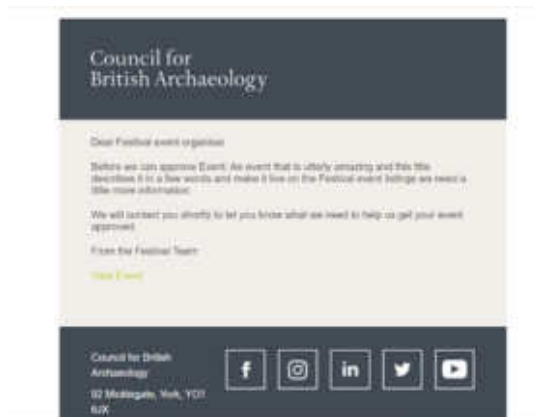 Council for
British Archaeology
Dear Festival event organiser
Before we can approve Event: An event that is utterly amazing and this title
describes it in a few words and make it live on the Festival event listings we need a
little more information.
We will contact you shortly to let you know what we need to help us get your event
approved.
From the Festival Team
View Event
Council for British
Archaeology
92 Micklegate, York, YO1
6JX